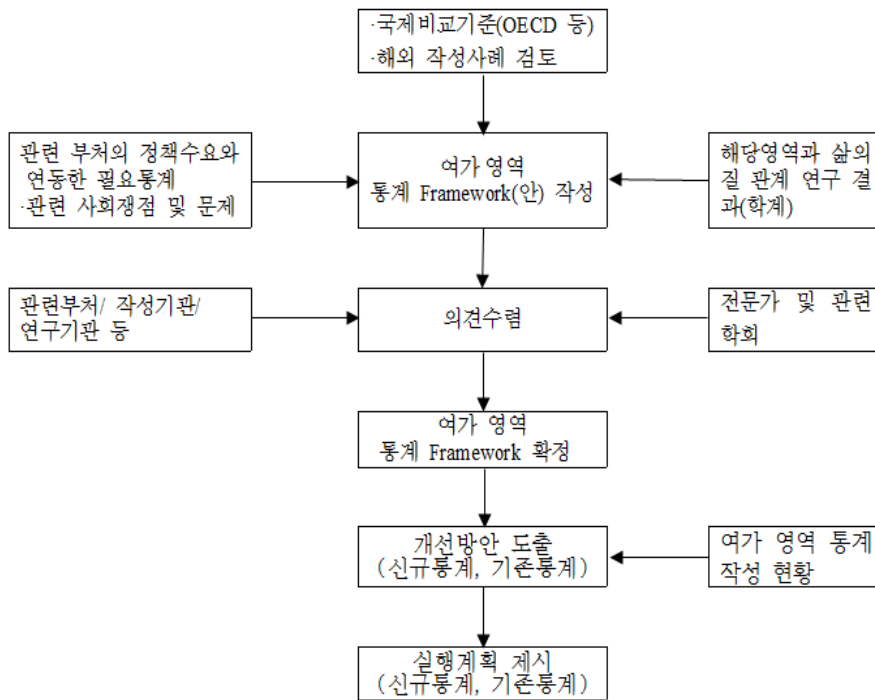 ·국제비교기준(OECD 등)
·해외 작성사례 검토
관련 부처의 정책수요와
연동한 필요통계
·관련 사회쟁점 및 문제
여가 영역
통계 Framework(안) 작성
해당영역과 삶의
질 관계 연구 결
과(학계)
관련부처/ 작성기관/
연구기관 등
의견수렴
전문가 및 관련
학회
여가 영역
통계 Framework 확정
개선방안 도출
(신규통계, 기존통계)
여가 영역 통계
작성 현황
실행계획 제시
(신규통계, 기존통계)